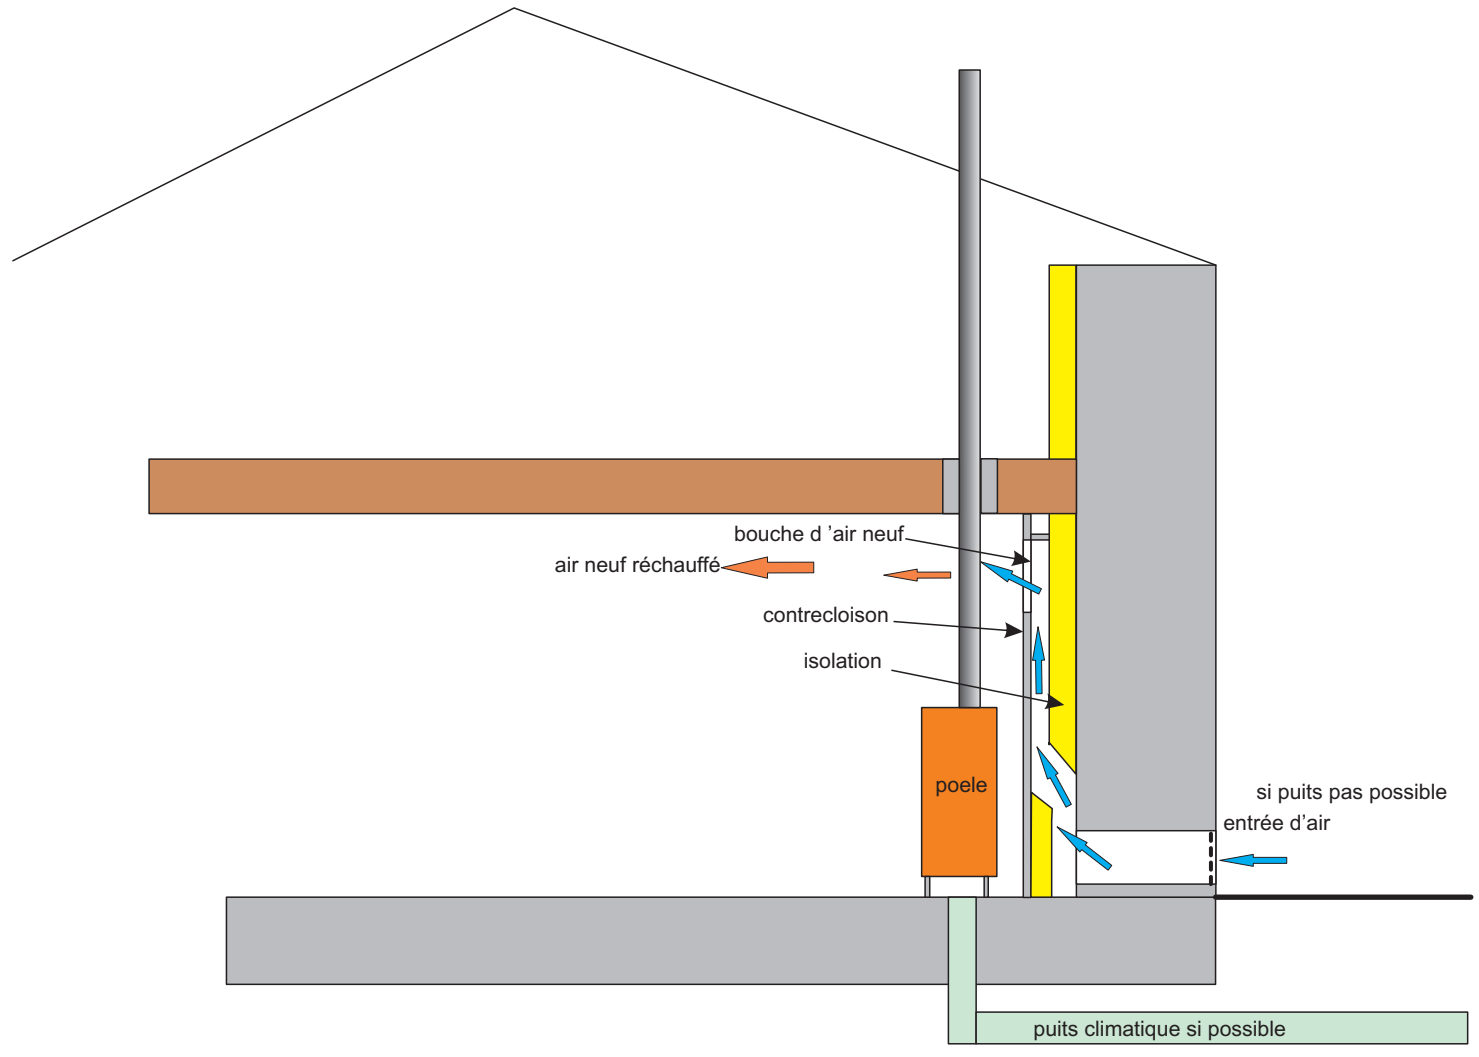 bouche d 'air neuf
air neuf réchauffé
contrecloison
isolation
poele
si puits pas possible
entrée d'air
puits climatique si possible